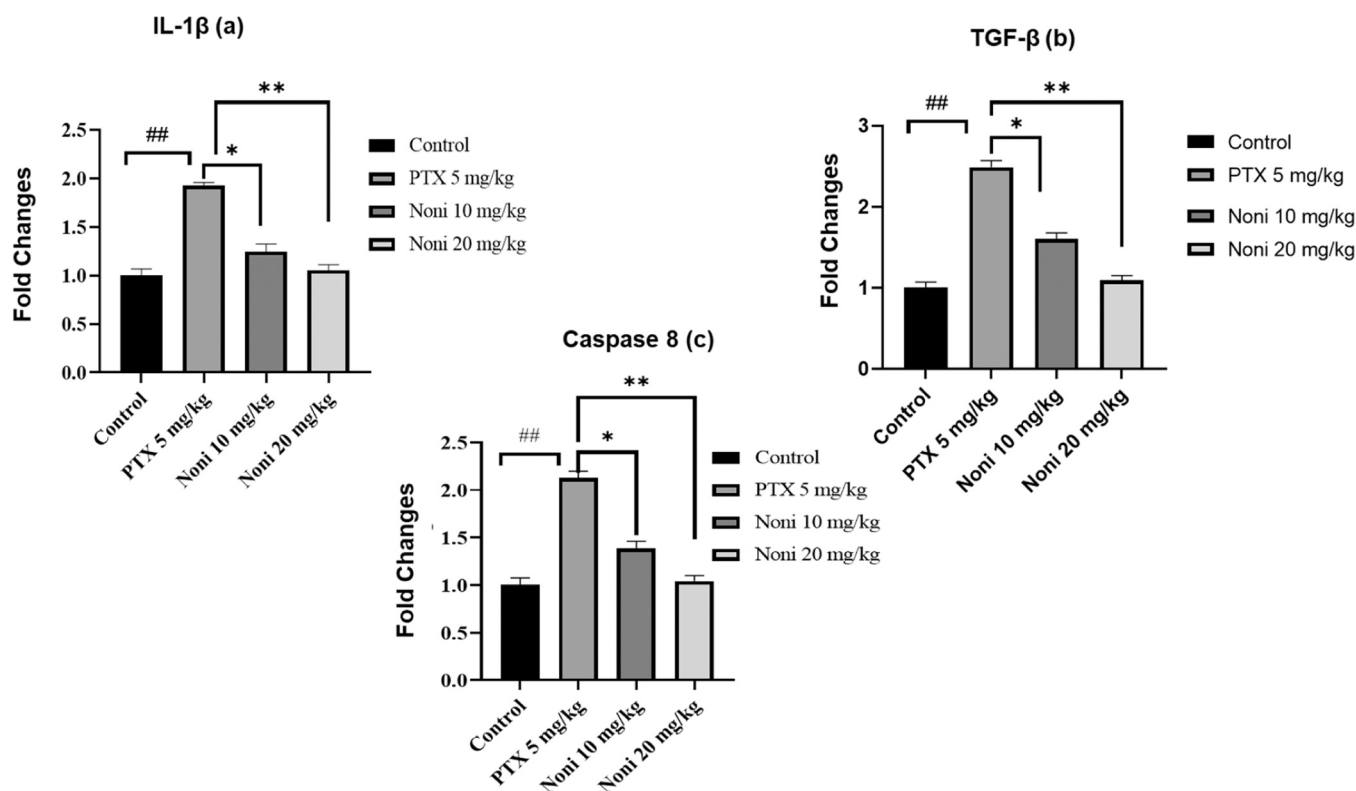 IL-1β (a)
##
*
**
Fold Changes
2.5
2.0
1.5
1.0
0.5
0.0
Control
PTX 5 mg/kg
Noni 10 mg/kg
Noni 20 mg/kg
Control
PTX 5 mg/kg
Noni 10 mg/kg
Noni 20 mg/kg
TGF-β (b)
##
*
**
Fold Changes
3
2
1
0
Control
PTX 5 mg/kg
Noni 10 mg/kg
Noni 20 mg/kg
Control
PTX 5 mg/kg
Noni 10 mg/kg
Noni 20 mg/kg
Caspase 8 (c)
##
*
**
Fold Changes
2.5
2.0
1.5
1.0
0.5
0.0
Control
PTX 5 mg/kg
Noni 10 mg/kg
Noni 20 mg/kg
Control
PTX 5 mg/kg
Noni 10 mg/kg
Noni 20 mg/kg